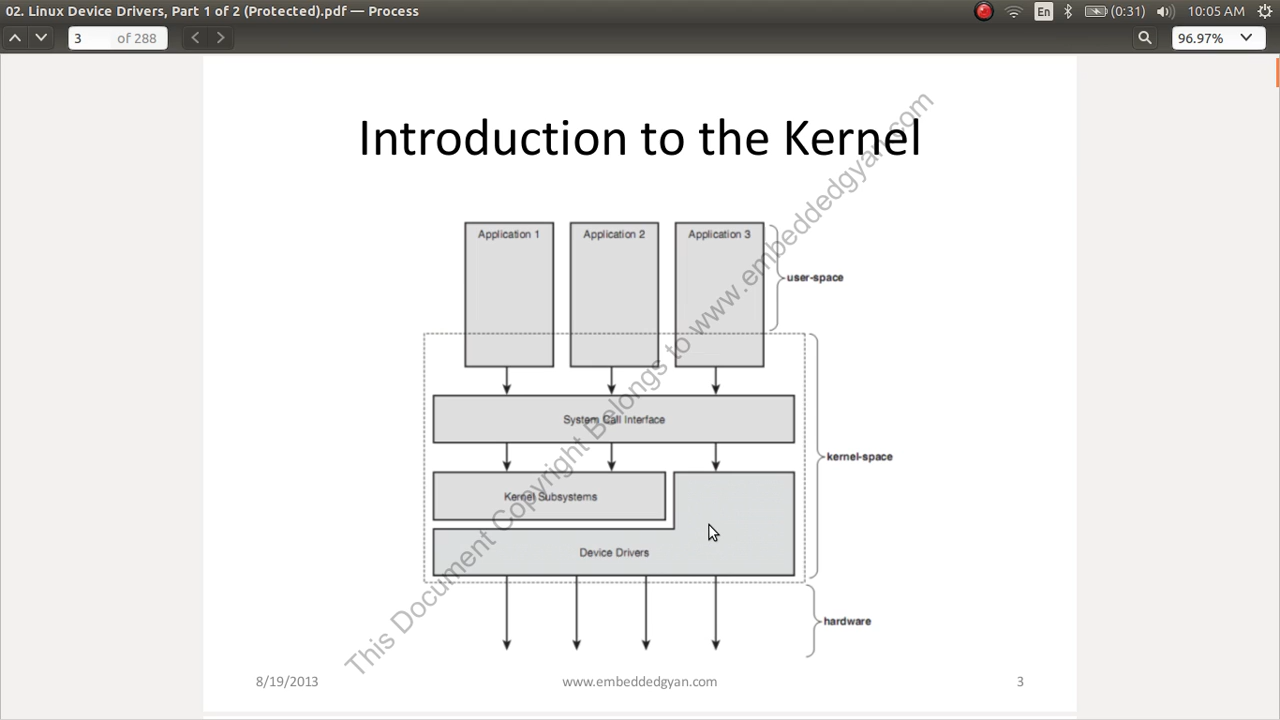 02. Linux Device Drivers, Part 1 of 2 (Protected).pdf — Process
En
(0:31)
10:05 AM
3
of 288
96.97%
Introduction to the Kernel
Application 1
Application 2
Application 3
user-space
System Call Interface
kernel-space
Kernel Subsystems
Device Drivers
hardware
This Document Copyright Belongs to www.embeddedgyan.com
8/19/2013
www.embeddedgyan.com
3